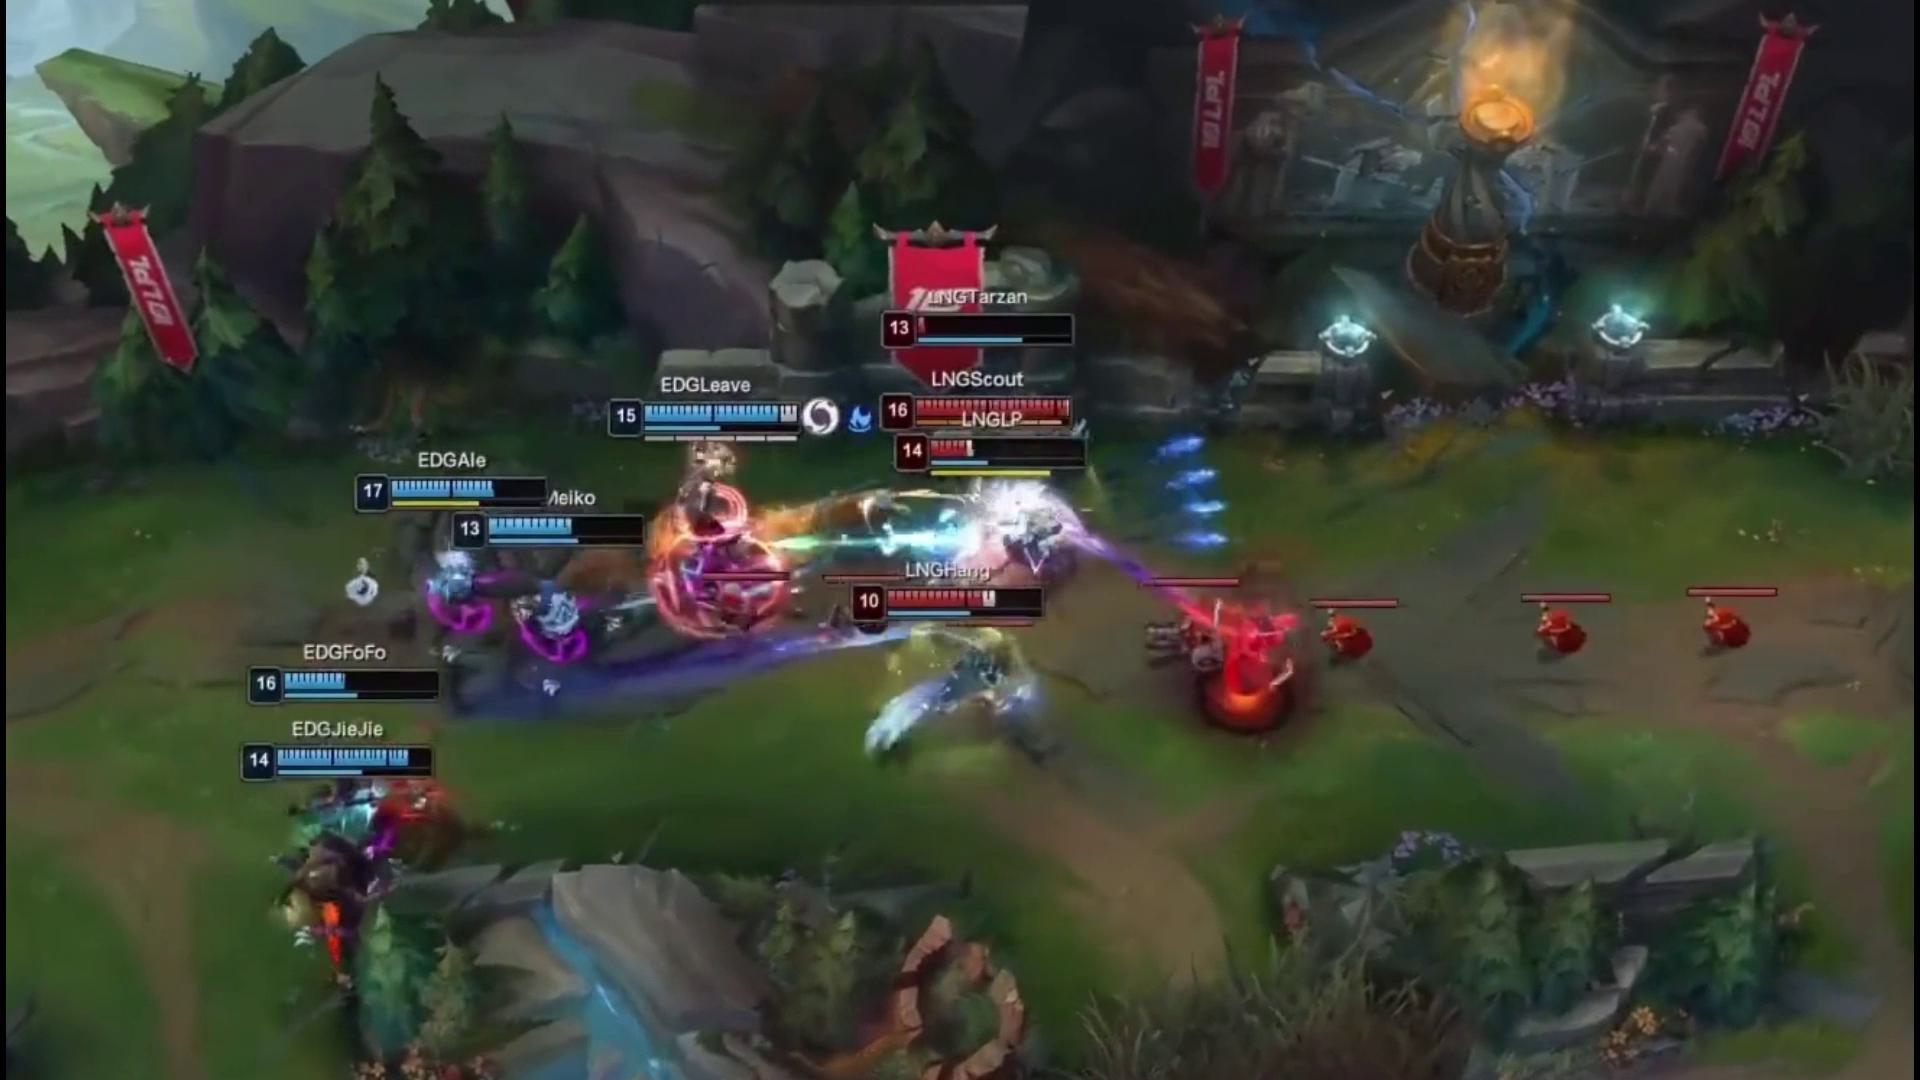 LPL
LPL
LPL
LNGTarzan
13
LNGScout
16
LNGLP
14
EDGLeave
15
EDGAle
17
Meiko
13
LNGHang
10
EDGFoFo
16
EDGJieJie
14